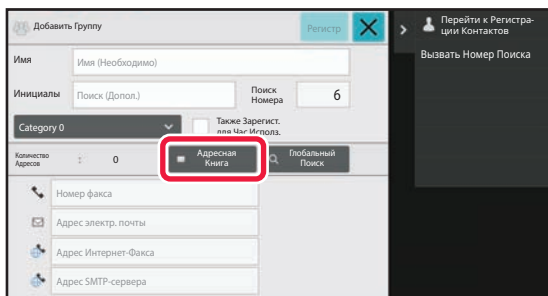 Добавить Группу
Регистр
Перейти к Регистра-
ции Контактов
Вызвать Номер Поиска
Имя
Имя (Необходимо)
Инициалы
Поиск (Допол.)
Поиск
Номера
6
Category 0
Также Зарегист.
для Час Исполз.
Количество
Адресов
:
0
Адресная
Книга
Глобальный
Поиск
Номер факса
Адрес электр. почты
Адрес Интернет-Факса
Адрес SMTP-сервера